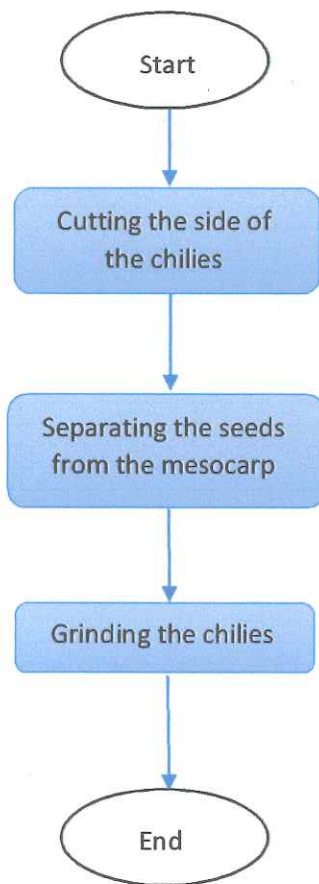 Start
Cutting the side of
the chilies
Separating the seeds
from the mesocarp
Grinding the chilies
End